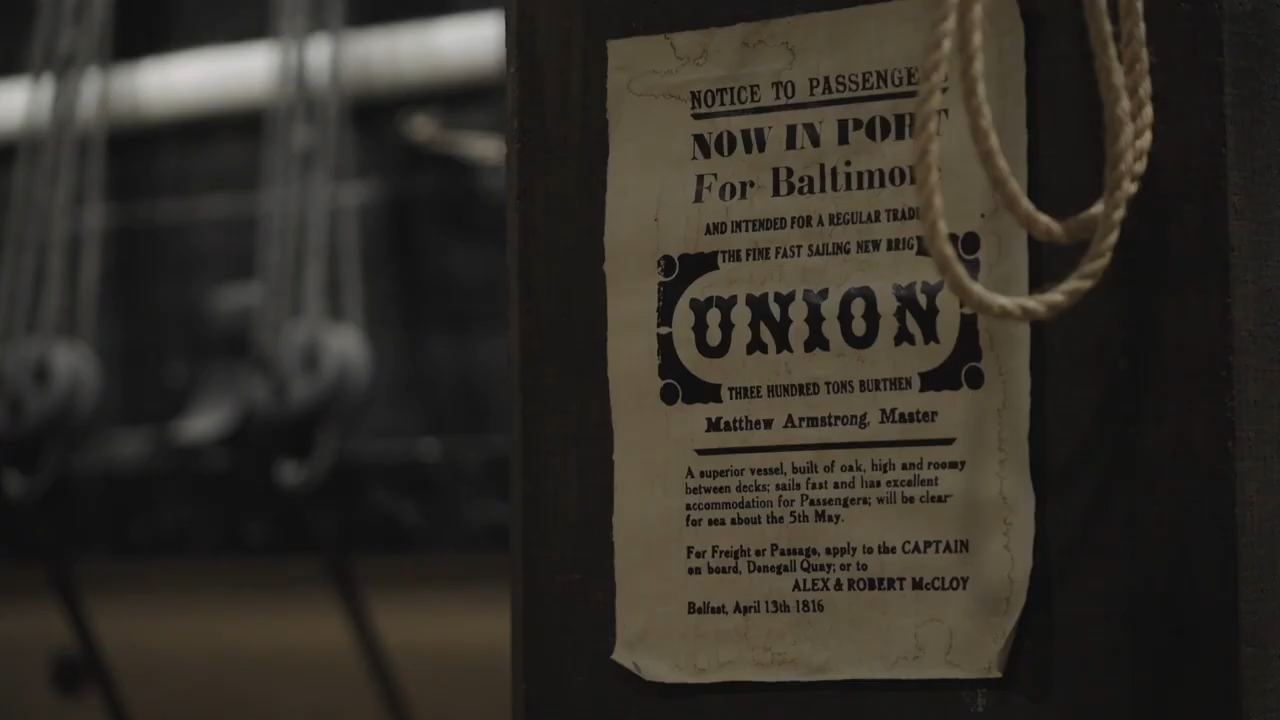 NOTICE TO PASSENGE
NOW IN PORT
For Baltimor
AND INTENDED FOR A REGULAR TRAD
THE FINE FAST SAILING NEW BRIG
UNION
THREE HUNDRED TONS BURTHEN
Matthew Armstrong, Master
A superior vessel, built of oak, high and roomy
between decks; sails fast and has excellent
accommodation for Passengers; will be clear
for sea about the 5th May.
For Freight or Passage, apply to the CAPTAIN
on board, Donegall Quay; or to
ALEX & ROBERT McCLOY
Belfast, April 13th 1816